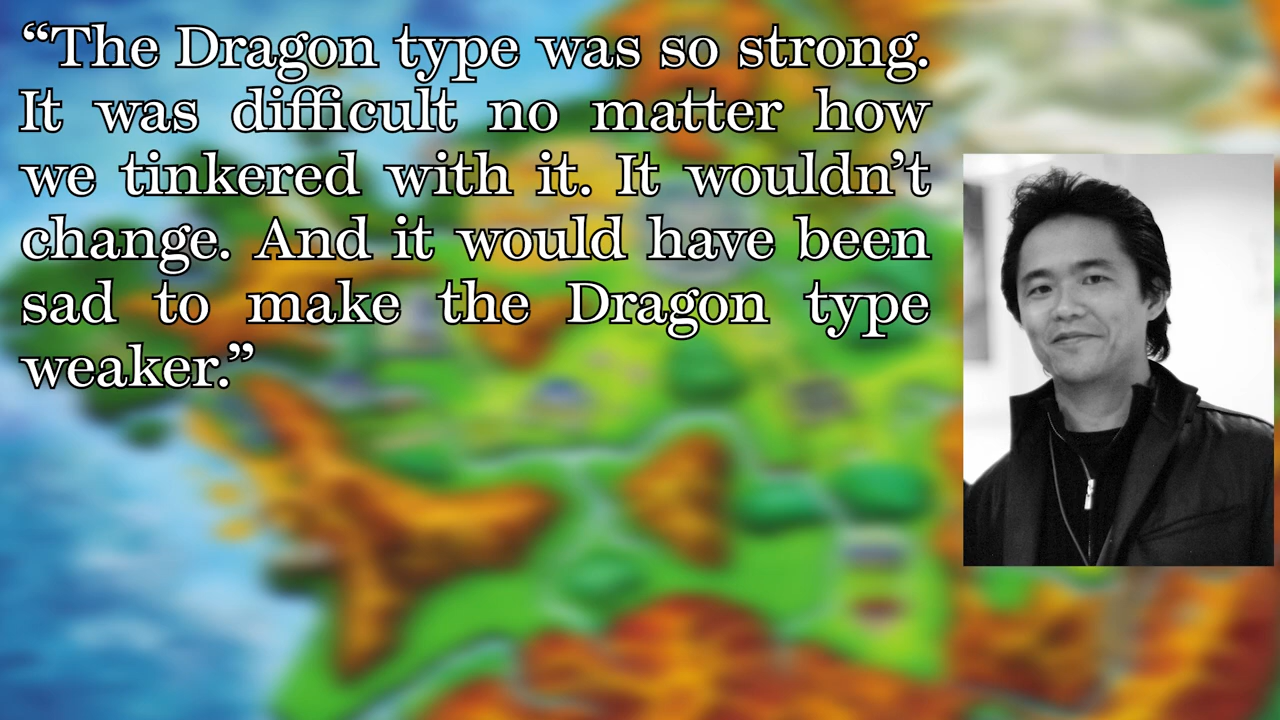 “The Dragon type was so strong.
It was difficult no matter how
we tinkered with it. It wouldn’t
change. And it would have been
sad to make the Dragon type
weaker.”